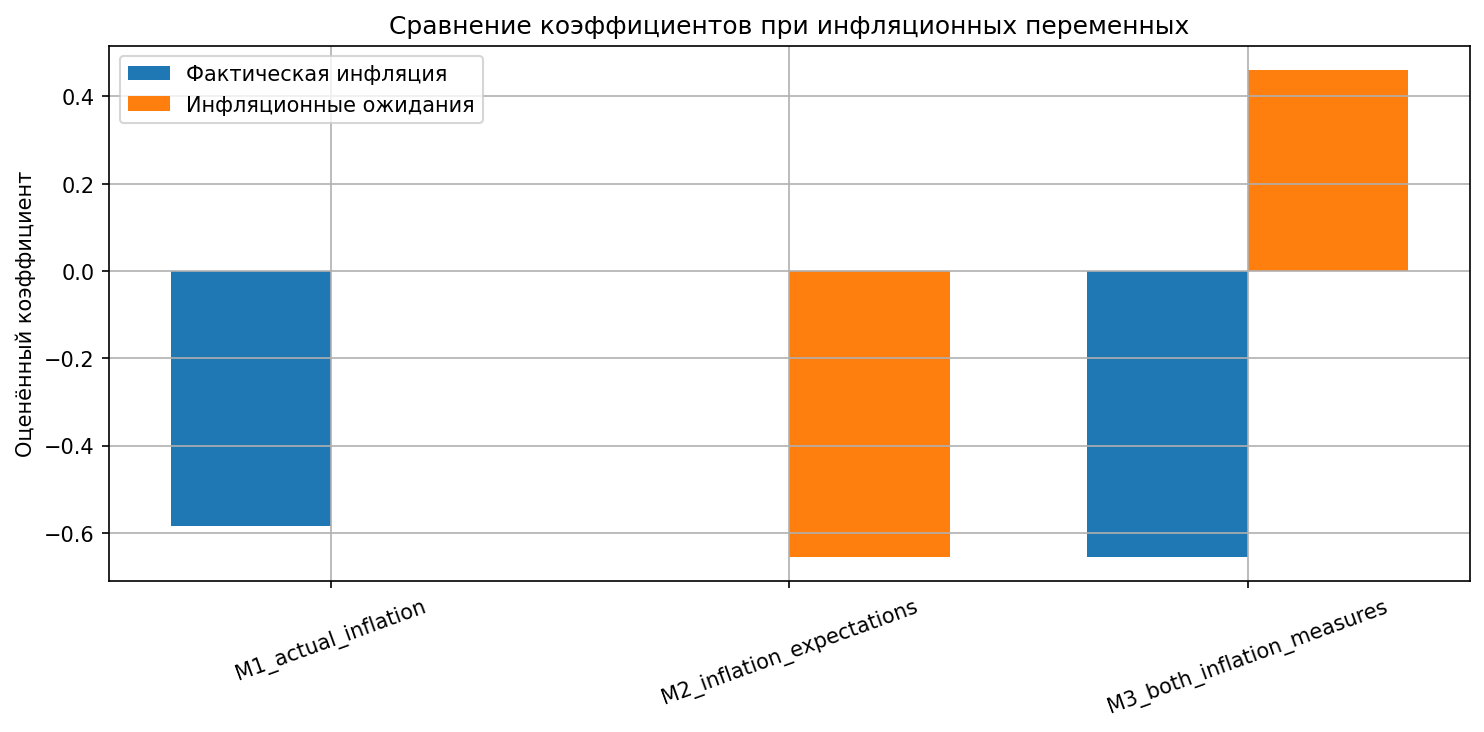 Сравнение коэффициентов при инфляционных переменных
Фактическая инфляция
Инфляционные ожидания
Оценённый коэффициент
0.4
0.2
0.0
−0.2
−0.4
−0.6
M1_actual_inflation
M2_inflation_expectations
M3_both_inflation_measures